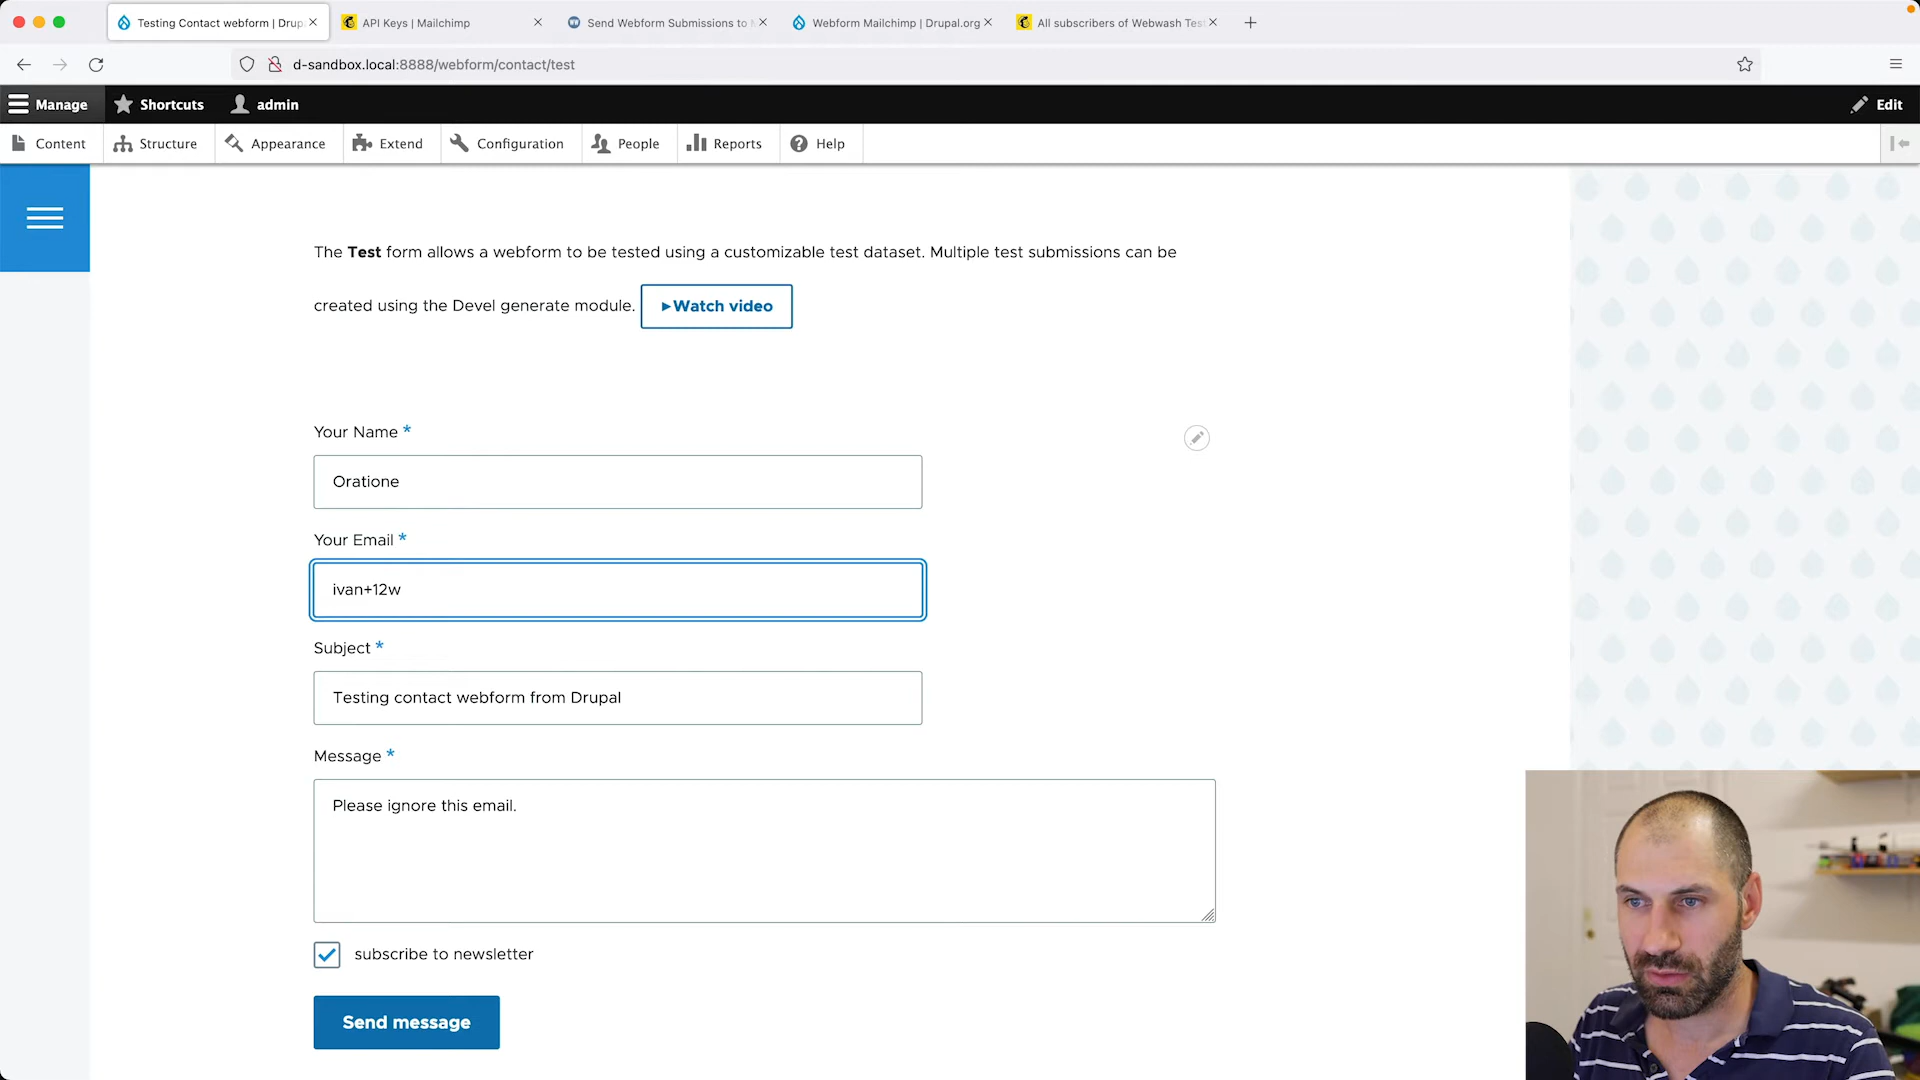 Testing Contact webform | Drup
API Keys | Mailchimp
Send Webform Submissions to M
Webform Mailchimp | Drupal.org
All subscribers of Webwash Test
d-sandbox.local:8888/webform/contact/test
Manage
Shortcuts
admin
Edit
Content
Structure
Appearance
Extend
Configuration
People
Reports
Help
The Test form allows a webform to be tested using a customizable test dataset. Multiple test submissions can be
created using the Devel generate module. ▸Watch video
Your Name *
Oratione
Your Email *
ivan+12w
Subject *
Testing contact webform from Drupal
Message *
Please ignore this email.
subscribe to newsletter
Send message